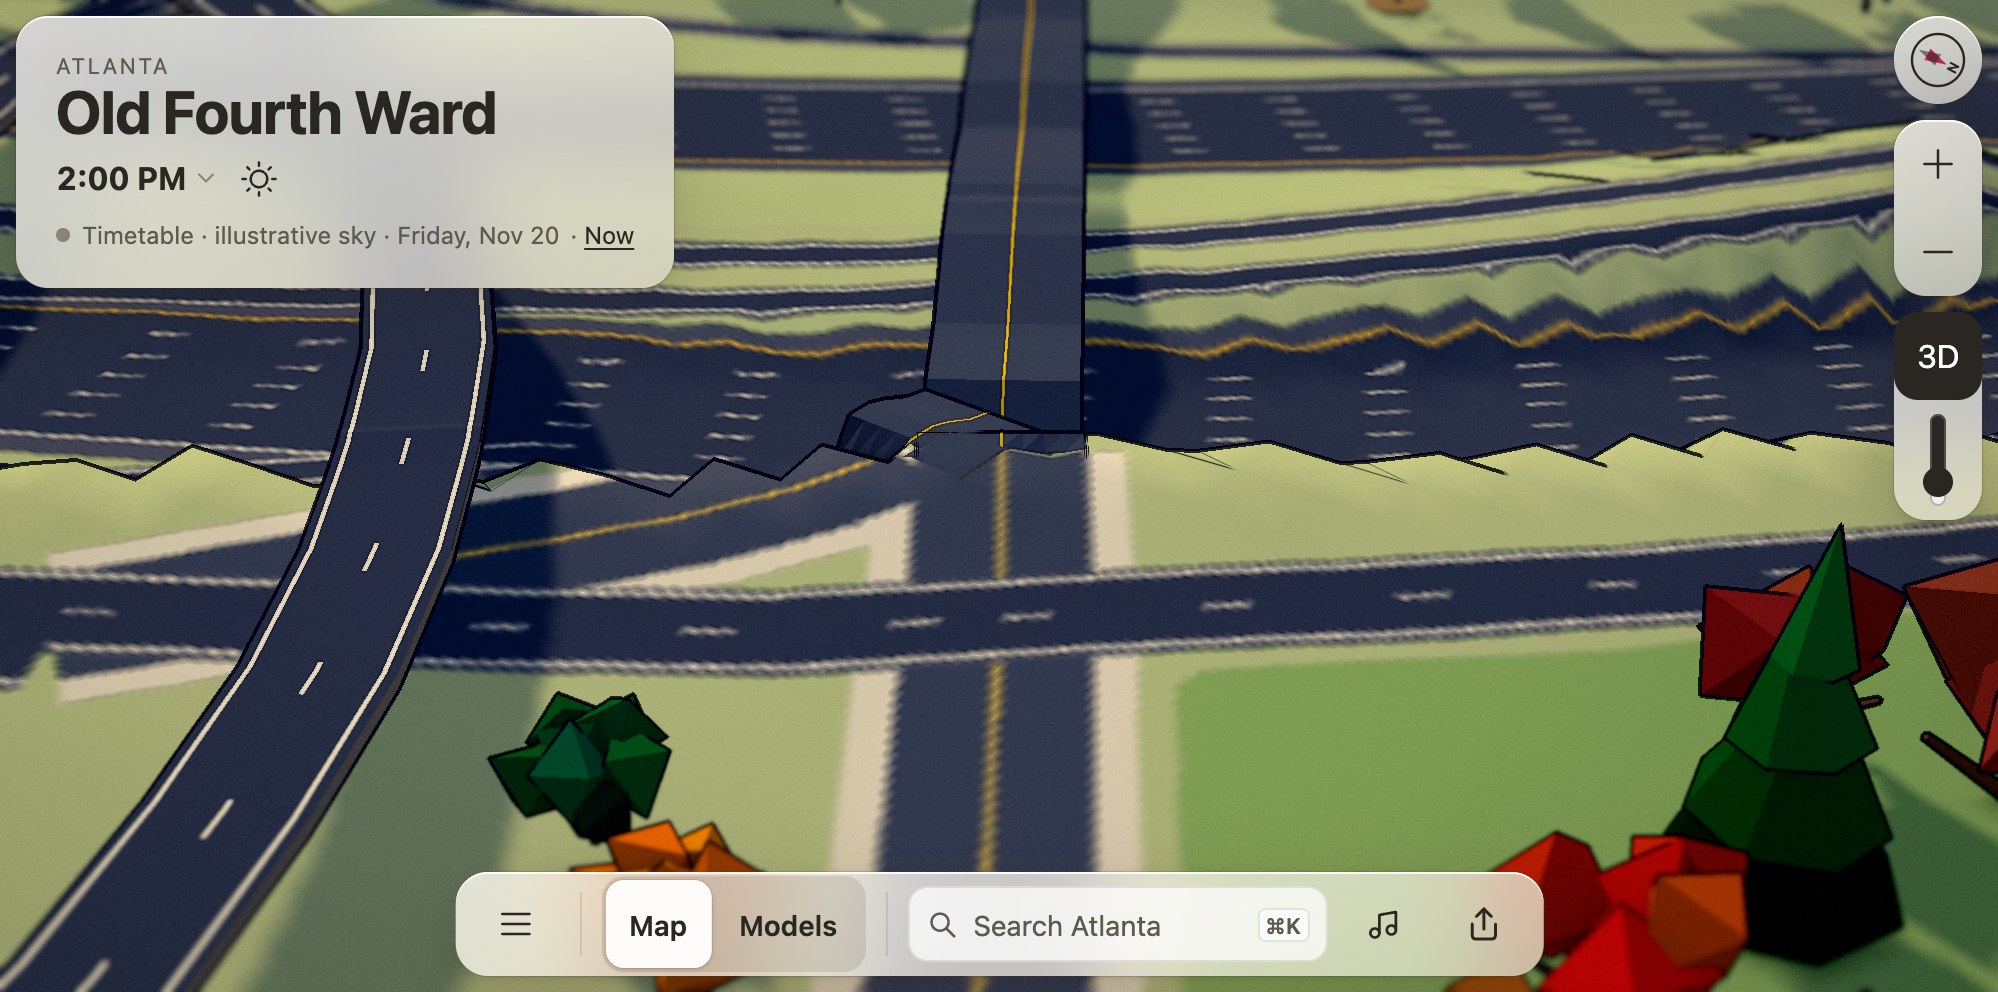 ATLANTA
Old Fourth Ward
2:00 PM
Timetable · illustrative sky · Friday, Nov 20 · Now
N
3D
Map
Models
Search Atlanta
⌘K